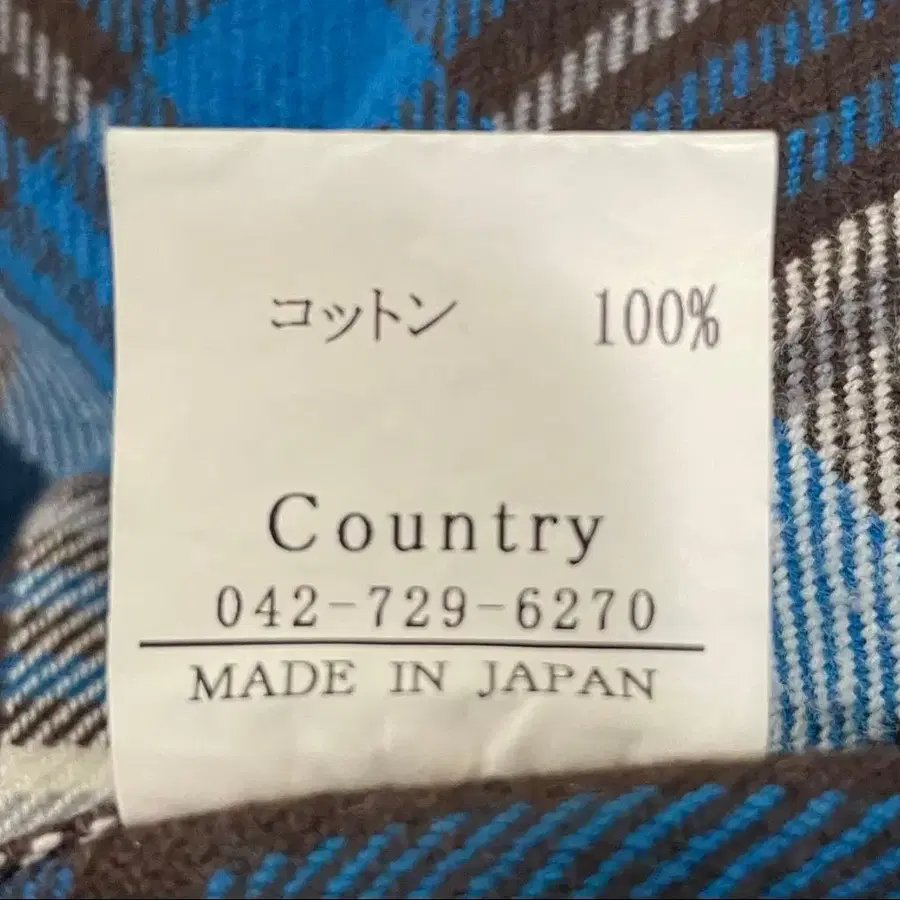 コットン 100%
Country
042-729-6270
MADE IN JAPAN